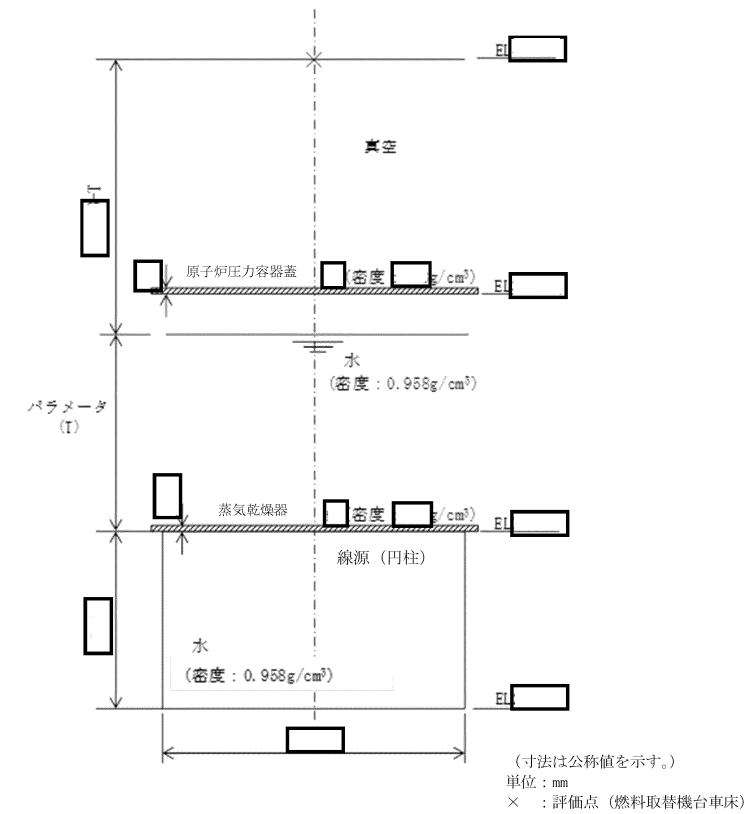 EL
真空
-T
原子炉圧力容器蓋
(密度 g/cm³)
EL
水
(密度：0.958g/cm³)
パラメータ
(T)
蒸気乾燥器
(密度 g/cm³)
EL
線源（円柱）
水
(密度：0.958g/cm³)
EL
（寸法は公称値を示す。）
単位：mm
×　：評価点（燃料取替機台車床）